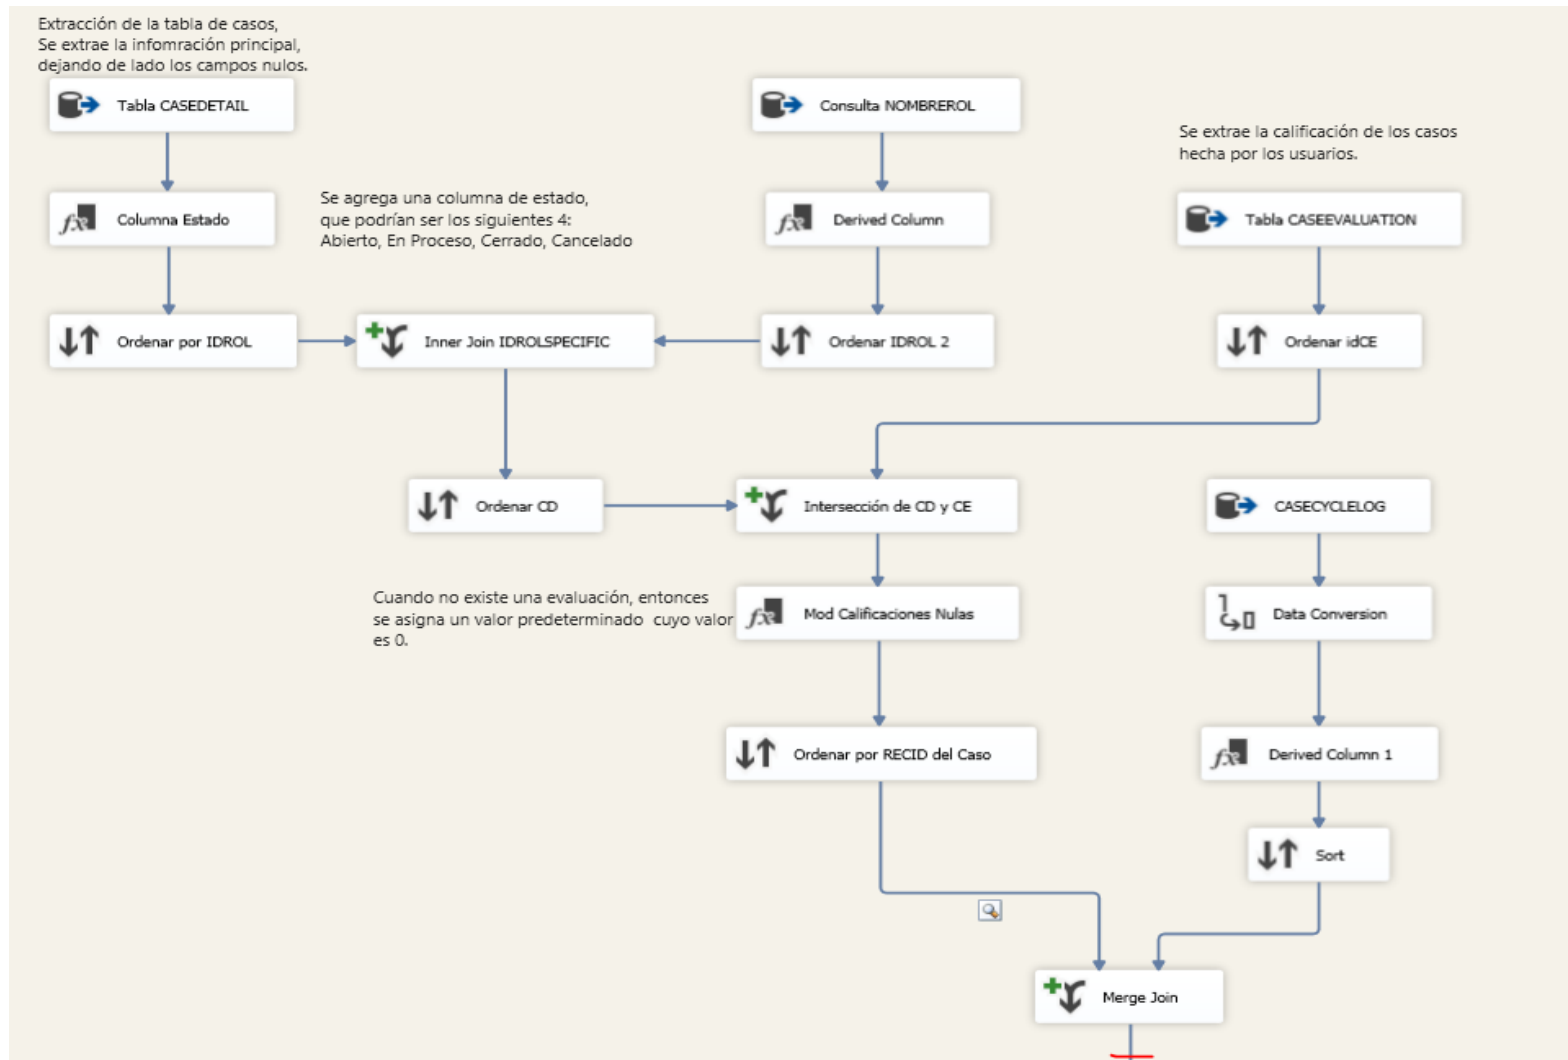 Extracción de la tabla de casos,
Se extrae la infomración principal,
dejando de lado los campos nulos.
Tabla CASEDETAIL
Consulta NOMBREROL
Se extrae la calificación de los casos
hecha por los usuarios.
Columna Estado
Se agrega una columna de estado,
que podrían ser los siguientes 4:
Abierto, En Proceso, Cerrado, Cancelado
Derived Column
Tabla CASEEVALUATION
Ordenar por IDROL
Inner Join IDROLSPECIFIC
Ordenar IDROL 2
Ordenar idCE
Ordenar CD
Intersección de CD y CE
CASECYCLELOG
Cuando no existe una evaluación, entonces
se asigna un valor predeterminado cuyo valor
es 0.
Mod Calificaciones Nulas
Data Conversion
Ordenar por RECID del Caso
Derived Column 1
Sort
Merge Join